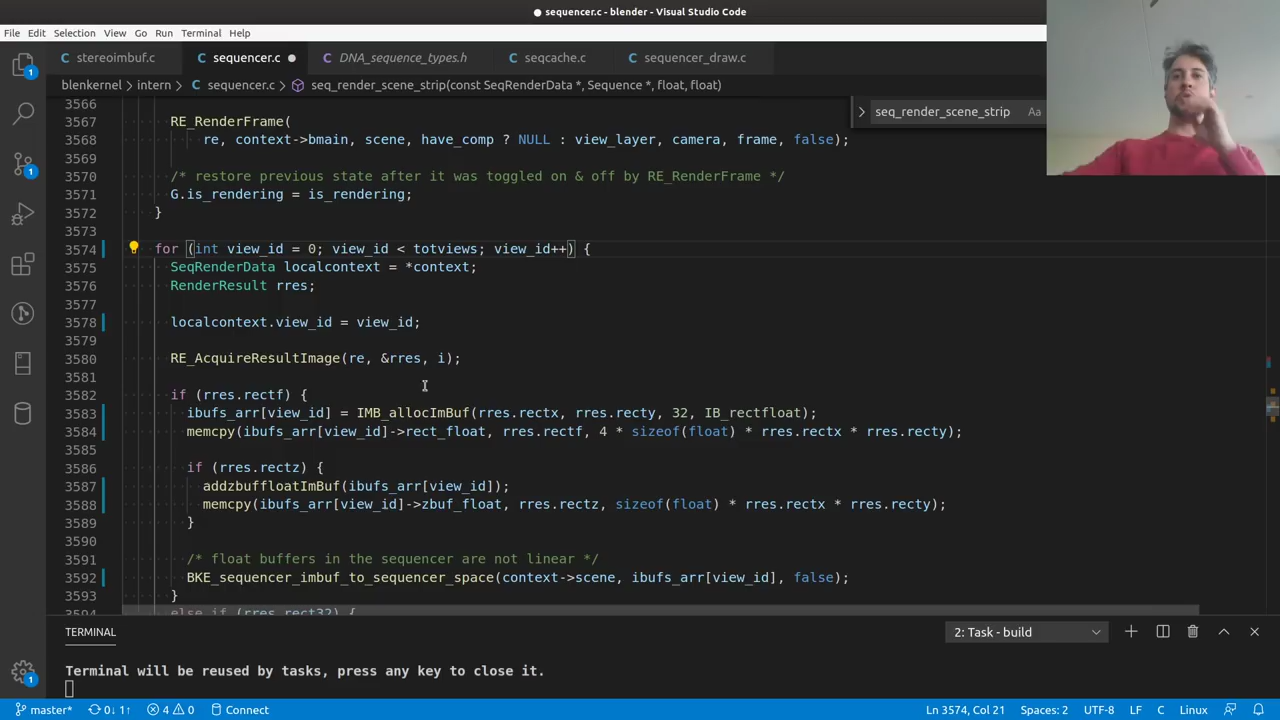 ● sequencer.c - blender - Visual Studio Code
File Edit Selection View Go Run Terminal Help
stereoimbuf.c sequencer.c DNA_sequence_types.h seqcache.c sequencer_draw.c
blenkernel > intern > sequencer.c > seq_render_scene_strip(const SeqRenderData *, Sequence *, float, float)
seq_render_scene_strip Aa
3566
3567 RE_RenderFrame(
3568 re, context->bmain, scene, have_comp ? NULL : view_layer, camera, frame, false);
3569
3570 /* restore previous state after it was toggled on & off by RE_RenderFrame */
3571 G.is_rendering = is_rendering;
3572 }
3573
3574 for (int view_id = 0; view_id < totviews; view_id++) {
3575 SeqRenderData localcontext = *context;
3576 RenderResult rres;
3577
3578 localcontext.view_id = view_id;
3579
3580 RE_AcquireResultImage(re, &rres, i);
3581
3582 if (rres.rectf) {
3583 ibufs_arr[view_id] = IMB_allocImBuf(rres.rectx, rres.recty, 32, IB_rectfloat);
3584 memcpy(ibufs_arr[view_id]->rect_float, rres.rectf, 4 * sizeof(float) * rres.rectx * rres.recty);
3585
3586 if (rres.rectz) {
3587 addzbuffloatImBuf(ibufs_arr[view_id]);
3588 memcpy(ibufs_arr[view_id]->zbuf_float, rres.rectz, sizeof(float) * rres.rectx * rres.recty);
3589 }
3590
3591 /* float buffers in the sequencer are not linear */
3592 BKE_sequencer_imbuf_to_sequencer_space(context->scene, ibufs_arr[view_id], false);
3593 }
3594 else if (rres.rect32) {
TERMINAL 2: Task - build
Terminal will be reused by tasks, press any key to close it.
master* 0↓ 1↑ 4 0 Connect Ln 3574, Col 21 Spaces: 2 UTF-8 LF C Linux